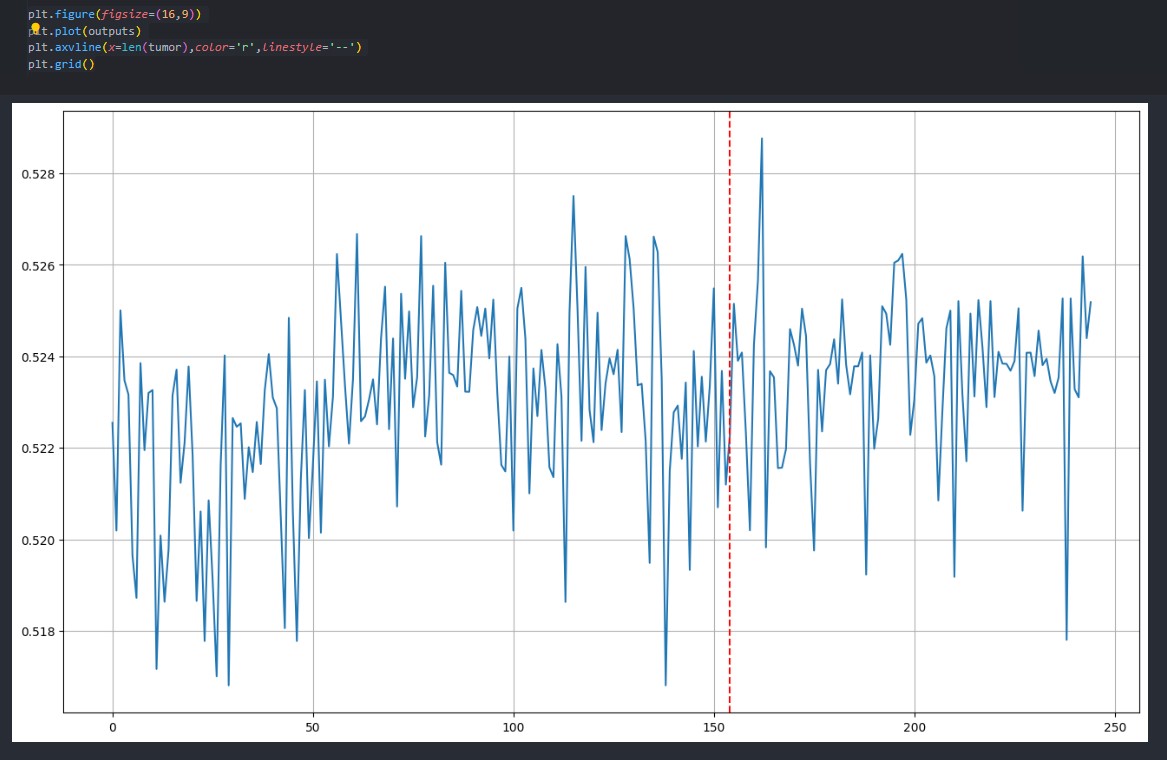 plt.figure(figsize=(16,9))
plt.plot(outputs)
plt.axvline(x=len(tumor),color='r',linestyle='--')
plt.grid()
0.528
0.526
0.524
0.522
0.520
0.518
0 50 100 150 200 250